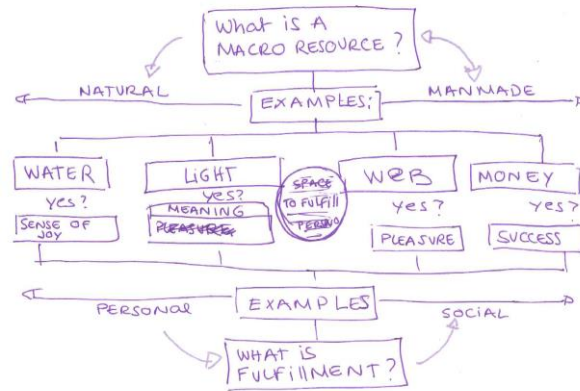 What is A
MACRO RESOURCE?
NATURAL
EXAMPLES:
MANMADE
WATER
LIGHT
WeB
MONEY
yes?
yes?
yes?
yes?
SPACE
TO FULFILL
SENSE OF
JOY
MEANING
PLEASURE
PLEASURE
SUCCESS
PERSONAl
EXAMPLES
SOCIAL
WHAT IS
FULFIllMENT?